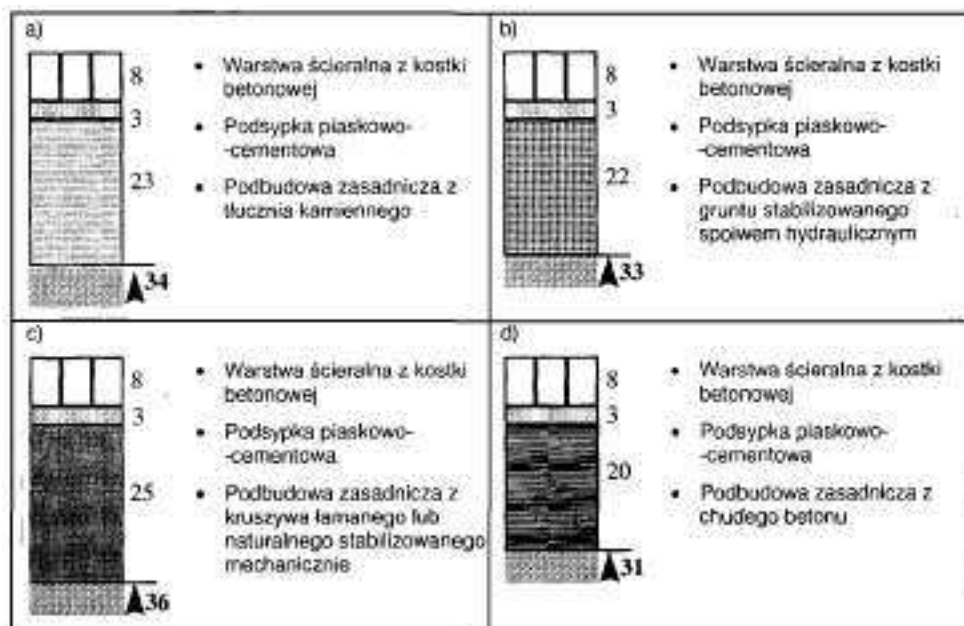 a)
8
3
23
34
• Warstwa ścieralna z kostki
betonowej
• Podsypka piaskowo-
-cementowa
• Podbudowa zasadnicza z
tłucznia kamiennego
b)
8
3
22
33
• Warstwa ścieralna z kostki
betonowej
• Podsypka piaskowo-
-cementowa
• Podbudowa zasadnicza z
gruntu stabilizowanego
spoiwem hydraulicznym
c)
8
3
25
36
• Warstwa ścieralna z kostki
betonowej
• Podsypka piaskowo-
-cementowa
• Podbudowa zasadnicza z
kruszywa łamanego lub
naturalnego stabilizowanego
mechanicznie
d)
8
3
20
31
• Warstwa ścieralna z kostki
betonowej
• Podsypka piaskowo-
-cementowa
• Podbudowa zasadnicza z
chudego betonu